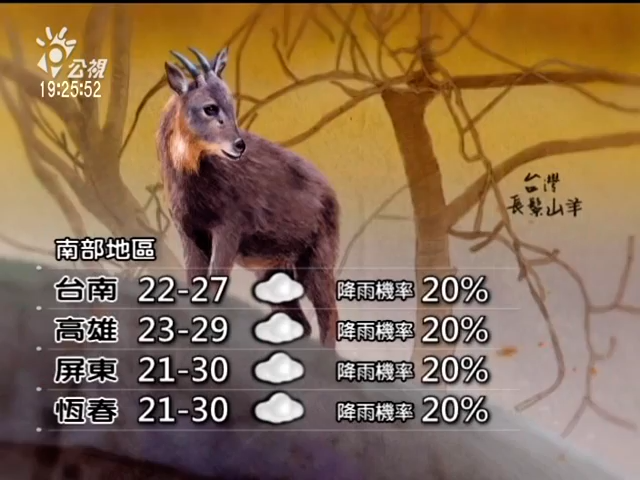 公視
19:25:52
台灣
長鬃山羊
南部地區
台南 22-27 降雨機率 20%
高雄 23-29 降雨機率 20%
屏東 21-30 降雨機率 20%
恆春 21-30 降雨機率 20%